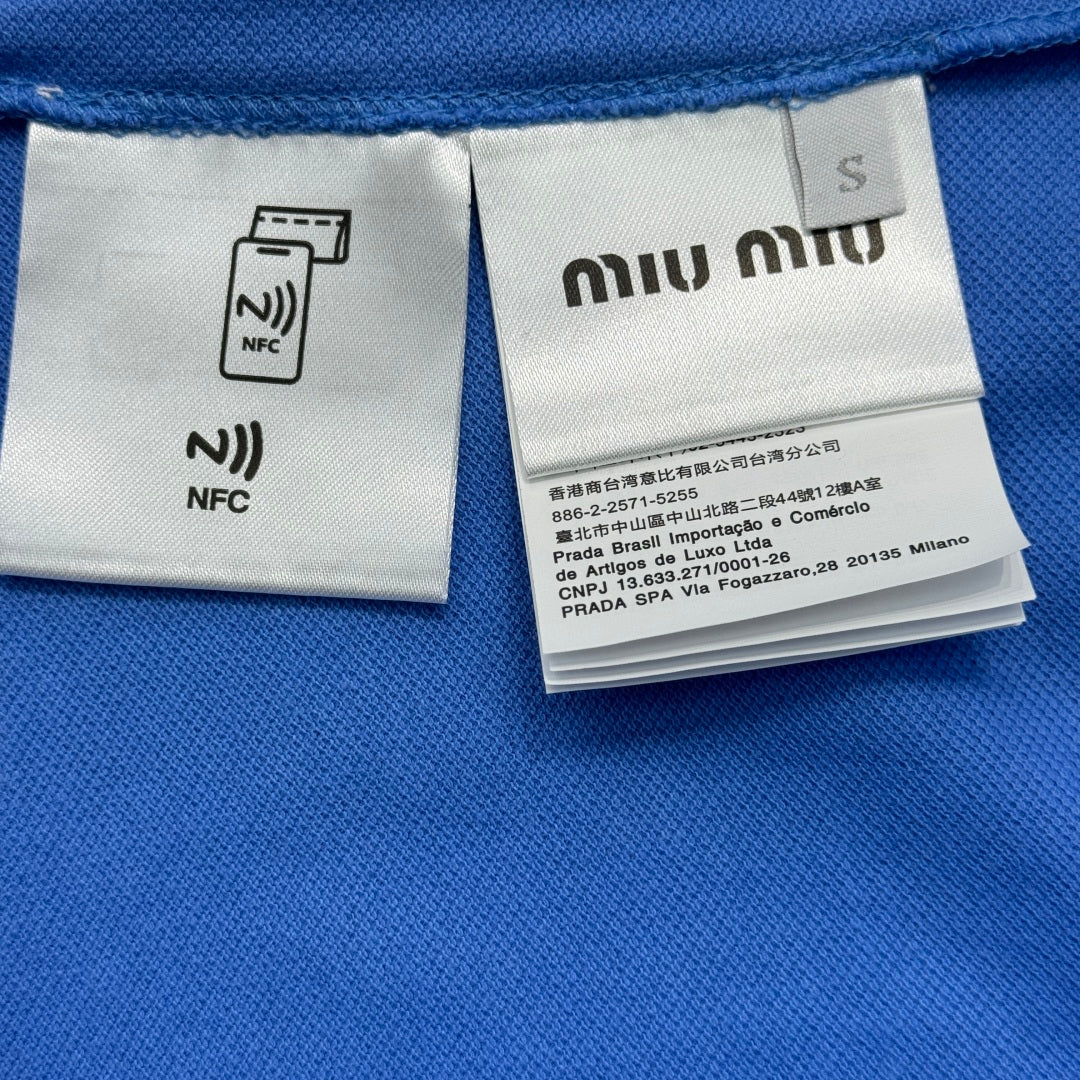 NFC
NFC
S
miu miu
香港商台湾意比有限公司台湾分公司
886-2-2571-5255
臺北市中山區中山北路二段44號12樓A室
Prada Brasil Importação e Comércio
de Artigos de Luxo Ltda
CNPJ 13.633.271/0001-26
PRADA SPA Via Fogazzaro,28 20135 Milano